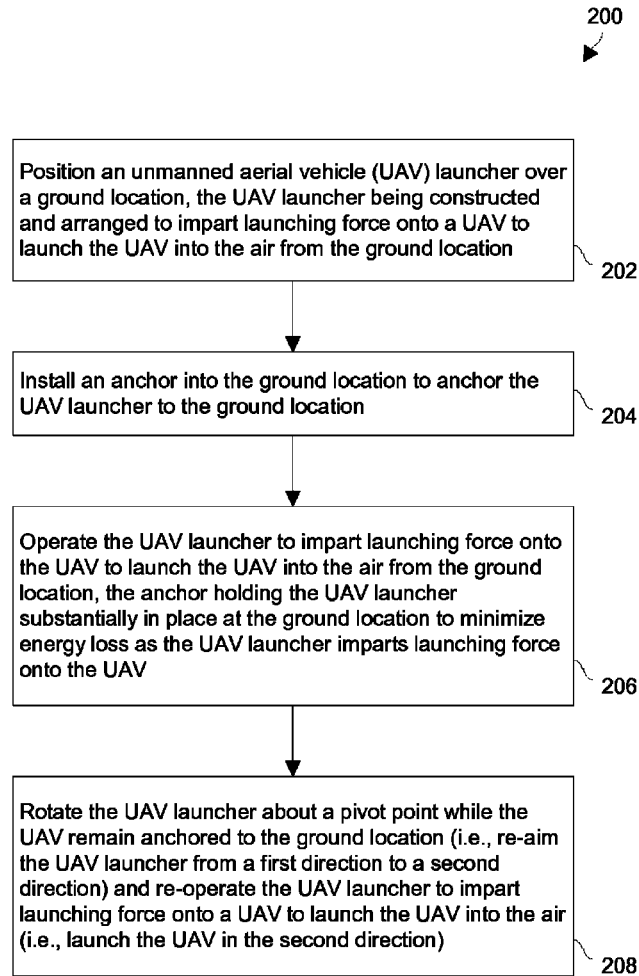 200
Position an unmanned aerial vehicle (UAV) launcher over
a ground location, the UAV launcher being constructed
and arranged to impart launching force onto a UAV to
launch the UAV into the air from the ground location
202
Install an anchor into the ground location to anchor the
UAV launcher to the ground location
204
Operate the UAV launcher to impart launching force onto
the UAV to launch the UAV into the air from the ground
location, the anchor holding the UAV launcher
substantially in place at the ground location to minimize
energy loss as the UAV launcher imparts launching force
onto the UAV
206
Rotate the UAV launcher about a pivot point while the
UAV remain anchored to the ground location (i.e., re-aim
the UAV launcher from a first direction to a second
direction) and re-operate the UAV launcher to impart
launching force onto a UAV to launch the UAV into the air
(i.e., launch the UAV in the second direction)
208